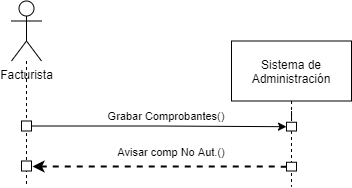 Facturista
Sistema de
Administración
Grabar Comprobantes()
Avisar comp No Aut.()